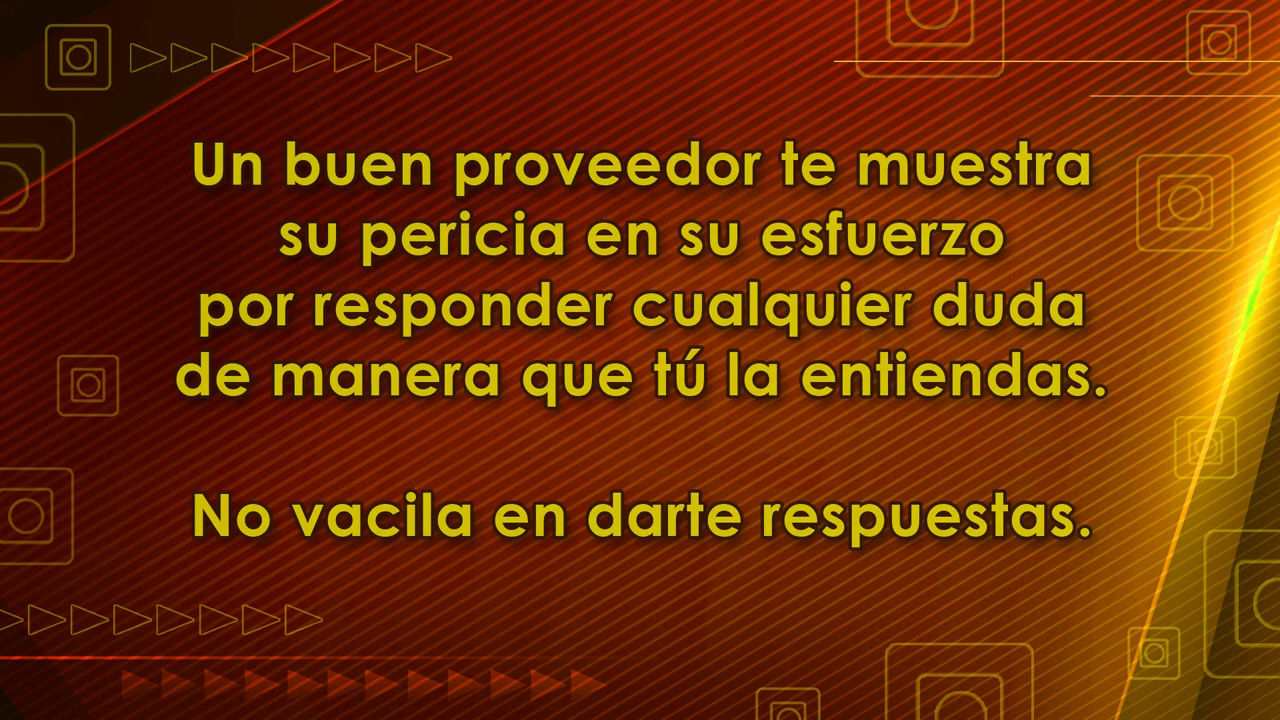 Un buen proveedor te muestra
su pericia en su esfuerzo
por responder cualquier duda
de manera que tú la entiendas.
No vacila en darte respuestas.